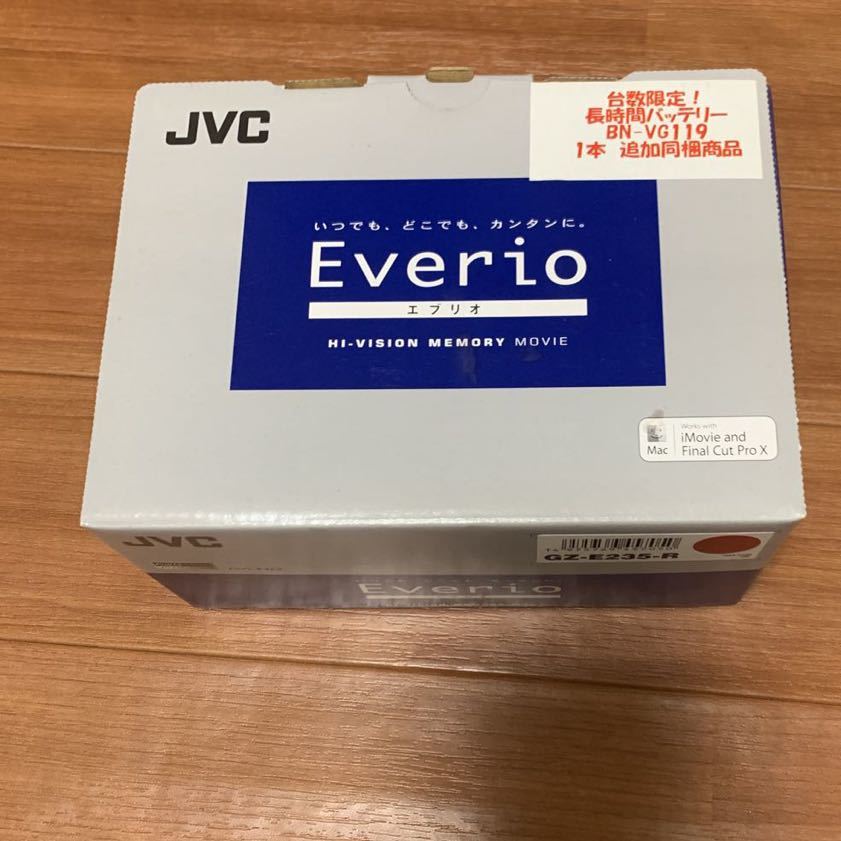 JVC
台数限定！
長時間バッテリー
BN-VG119
1本 追加同梱商品
いつでも、どこでも、カンタンに。
Everio
エブリオ
HI-VISION MEMORY MOVIE
Mac
Works with
iMovie and
Final Cut Pro X
JVC
GZ-E235-R
Everio